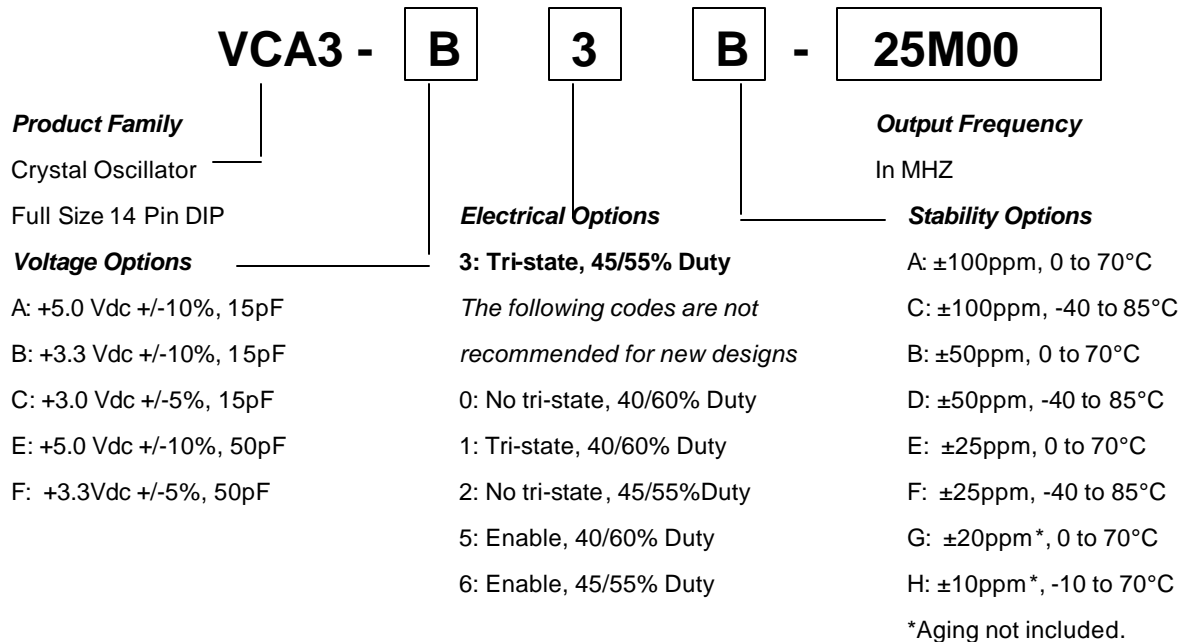 VCA3 - B 3 B - 25M00
Product Family
Crystal Oscillator
Full Size 14 Pin DIP
Voltage Options
A: +5.0 Vdc +/-10%, 15pF
B: +3.3 Vdc +/-10%, 15pF
C: +3.0 Vdc +/-5%, 15pF
E: +5.0 Vdc +/-10%, 50pF
F: +3.3Vdc +/-5%, 50pF
Electrical Options
3: Tri-state, 45/55% Duty
The following codes are not
recommended for new designs
0: No tri-state, 40/60% Duty
1: Tri-state, 40/60% Duty
2: No tri-state, 45/55%Duty
5: Enable, 40/60% Duty
6: Enable, 45/55% Duty
Output Frequency
In MHZ
Stability Options
A: ±100ppm, 0 to 70°C
C: ±100ppm, -40 to 85°C
B: ±50ppm, 0 to 70°C
D: ±50ppm, -40 to 85°C
E: ±25ppm, 0 to 70°C
F: ±25ppm, -40 to 85°C
G: ±20ppm*, 0 to 70°C
H: ±10ppm*, -10 to 70°C
*Aging not included.